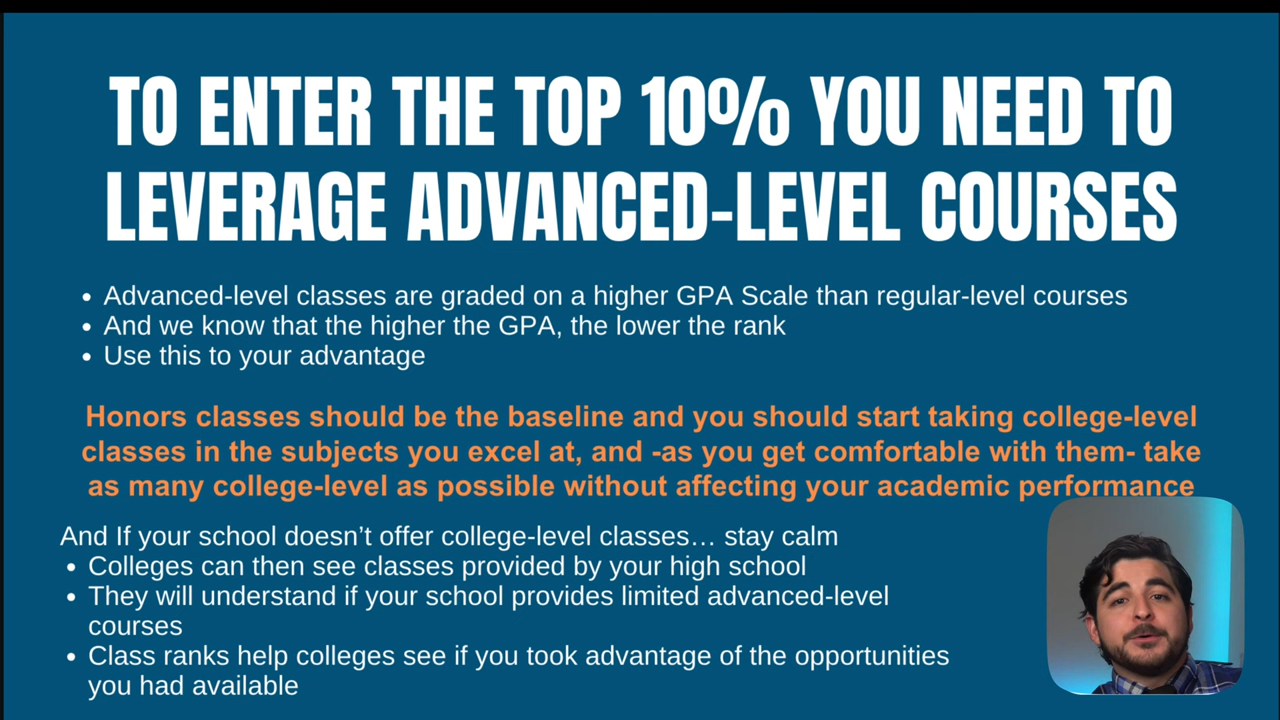 TO ENTER THE TOP 10% YOU NEED TO
LEVERAGE ADVANCED-LEVEL COURSES
• Advanced-level classes are graded on a higher GPA Scale than regular-level courses
• And we know that the higher the GPA, the lower the rank
• Use this to your advantage
Honors classes should be the baseline and you should start taking college-level
classes in the subjects you excel at, and -as you get comfortable with them- take
as many college-level as possible without affecting your academic performance
And If your school doesn’t offer college-level classes… stay calm
• Colleges can then see classes provided by your high school
• They will understand if your school provides limited advanced-level
courses
• Class ranks help colleges see if you took advantage of the opportunities
you had available